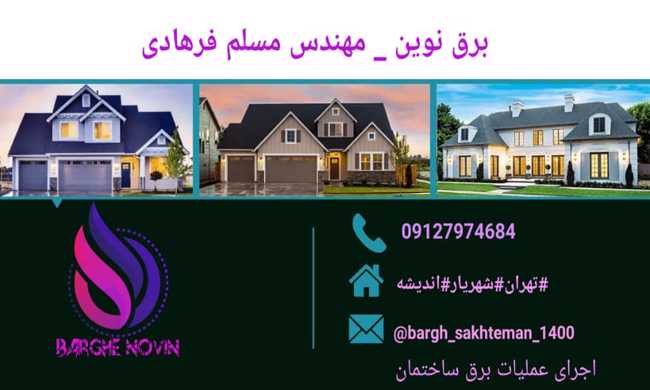 برق نوین _ مهندس مسلم فرهادی
09127974684
#تهران#شهریار#اندیشه
@bargh_sakhteman_1400
BARGHE NOVIN
اجرای عملیات برق ساختمان